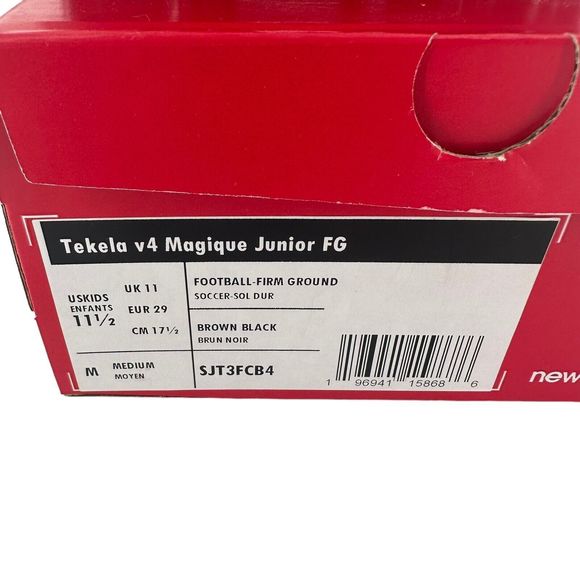 Tekela v4 Magique Junior FG
USKIDS
ENFANTS
11½
UK 11
EUR 29
CM 17½
FOOTBALL-FIRM GROUND
SOCCER-SOL DUR
BROWN BLACK
BRUN NOIR
M
MEDIUM
MOYEN
SJT3FCB4
1 96941 15868 6
new